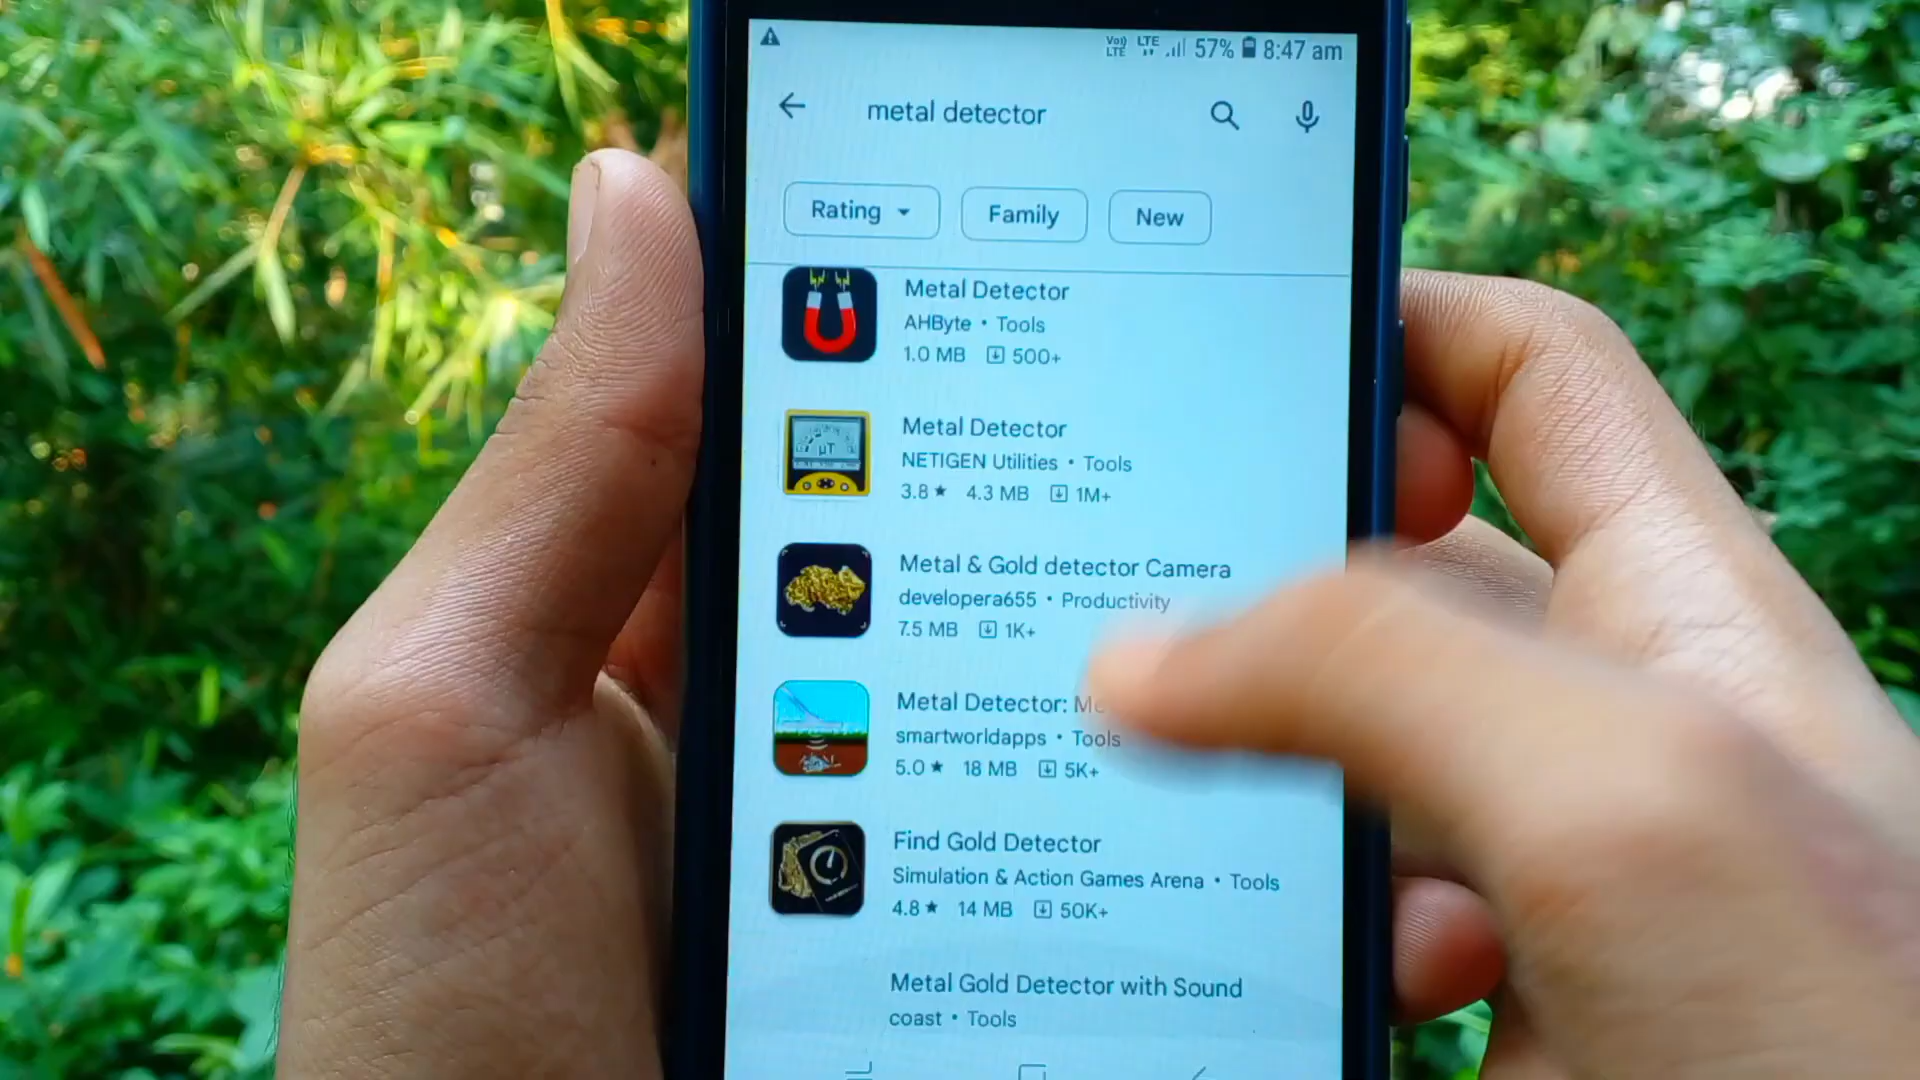 Vo)) LTE LTE 57% 8:47 am
metal detector
Rating Family New
Metal Detector
AHByte • Tools
1.0 MB 500+
Metal Detector
NETIGEN Utilities • Tools
3.8 ★ 4.3 MB 1M+
µT
Metal & Gold detector Camera
developera655 • Productivity
7.5 MB 1K+
Metal Detector:
smartworldapps • Tools
5.0 ★ 18 MB 5K+
Find Gold Detector
Simulation & Action Games Arena • Tools
4.8 ★ 14 MB 50K+
Metal Gold Detector with Sound
coast • Tools